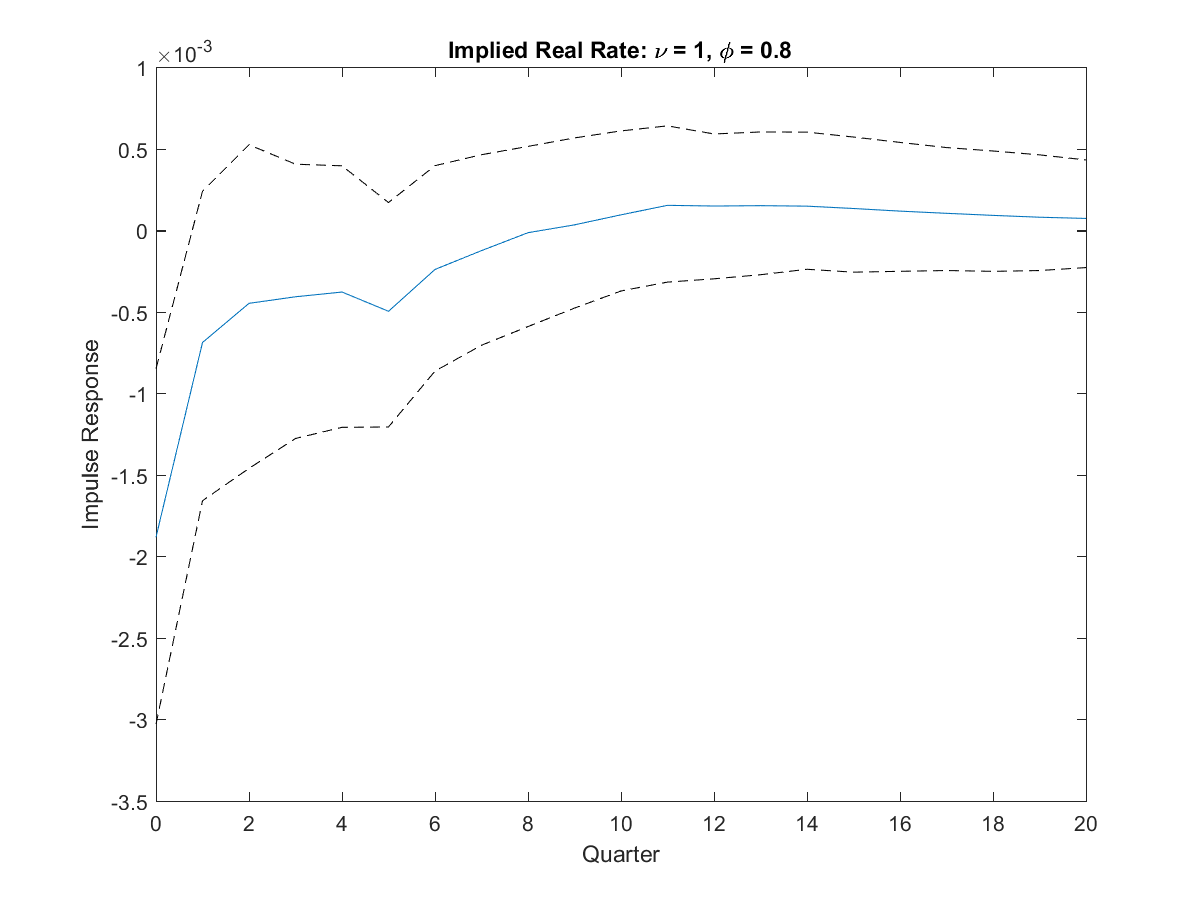 Implied Real Rate: ν = 1, ϕ = 0.8
×10⁻³
1
0.5
0
-0.5
-1
-1.5
-2
-2.5
-3
-3.5
Impulse Response
0 2 4 6 8 10 12 14 16 18 20
Quarter